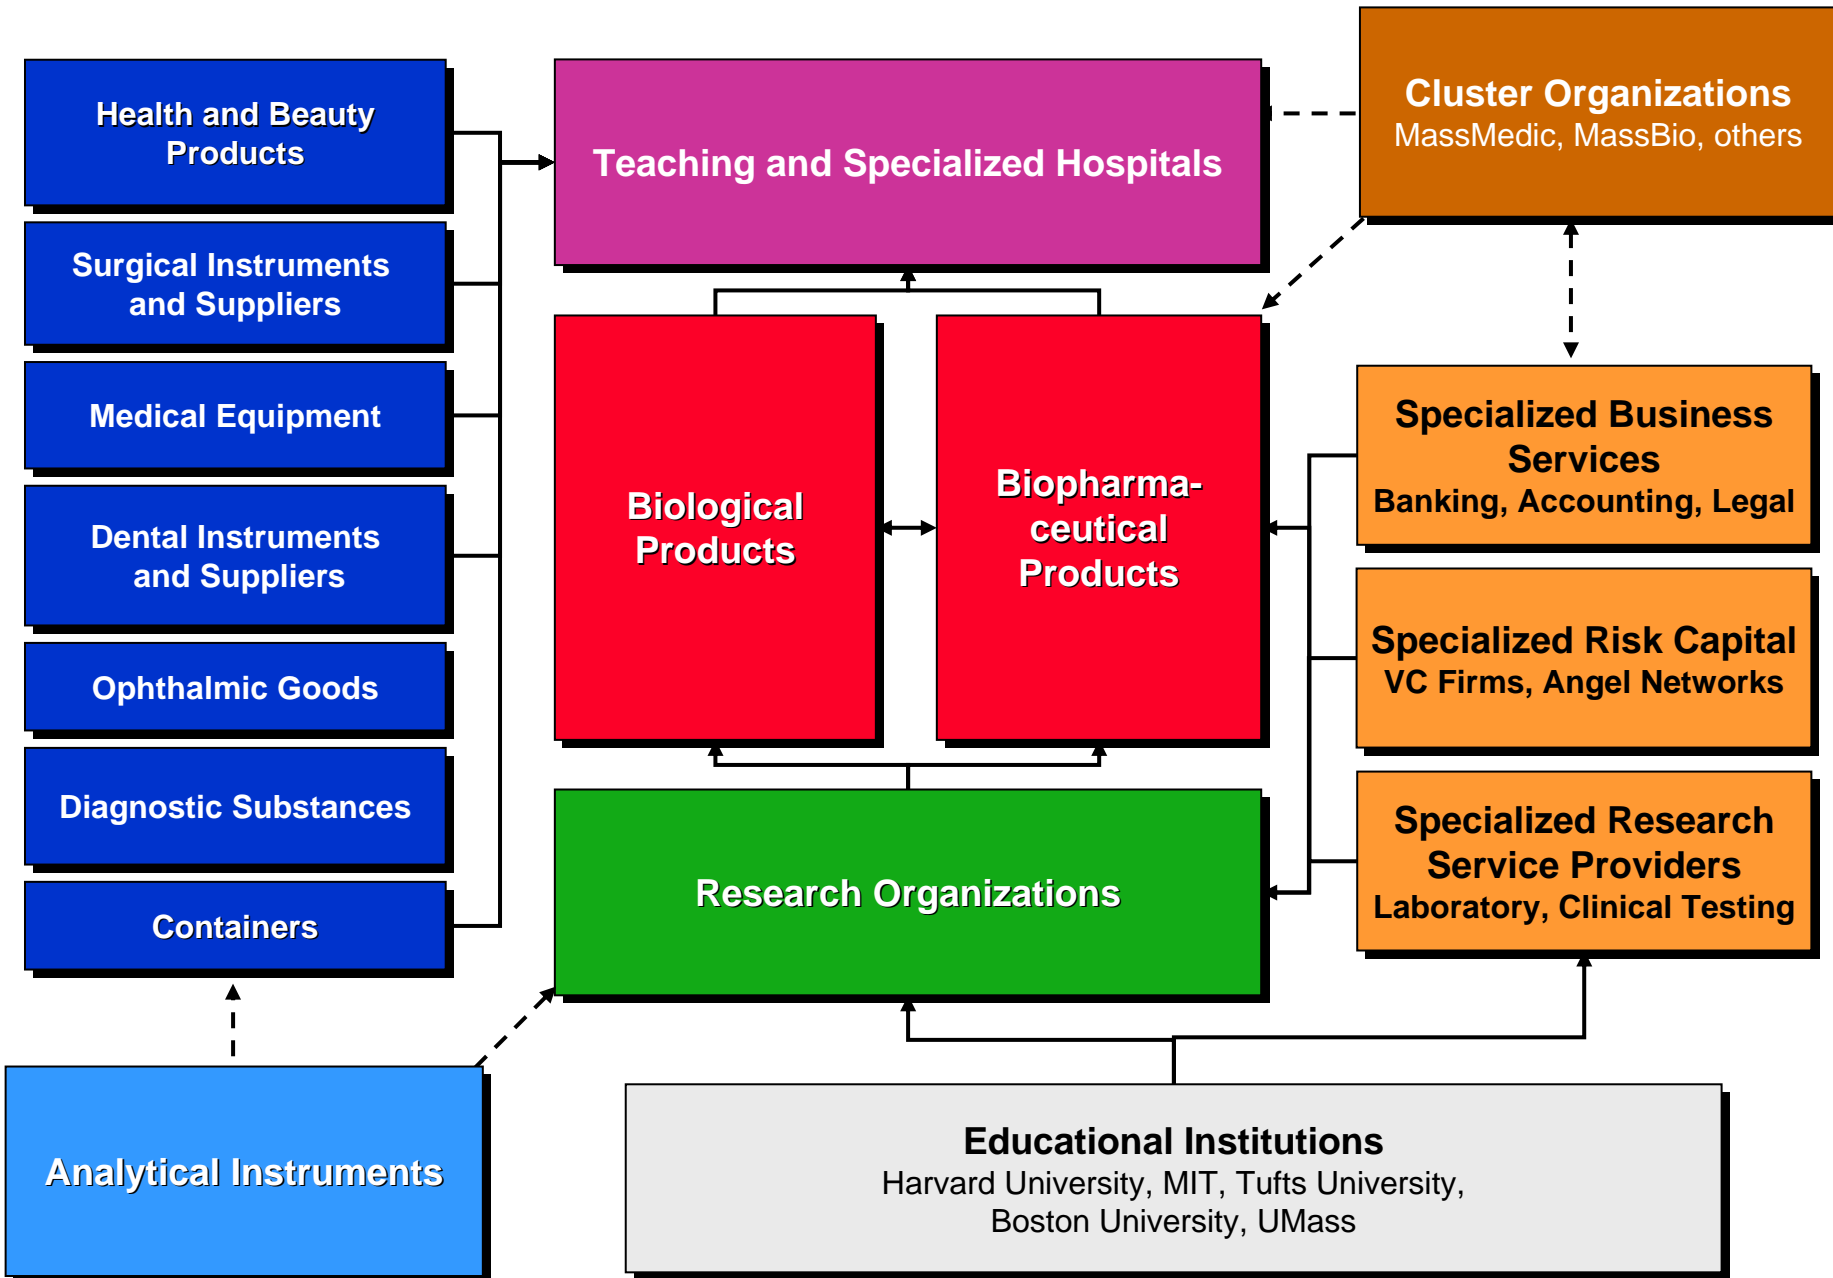 Health and Beauty
Products
Surgical Instruments
and Suppliers
Medical Equipment
Dental Instruments
and Suppliers
Ophthalmic Goods
Diagnostic Substances
Containers
Analytical Instruments
Teaching and Specialized Hospitals
Biological
Products
Biopharma-
ceutical
Products
Research Organizations
Educational Institutions
Harvard University, MIT, Tufts University,
Boston University, UMass
Cluster Organizations
MassMedic, MassBio, others
Specialized Business
Services
Banking, Accounting, Legal
Specialized Risk Capital
VC Firms, Angel Networks
Specialized Research
Service Providers
Laboratory, Clinical Testing